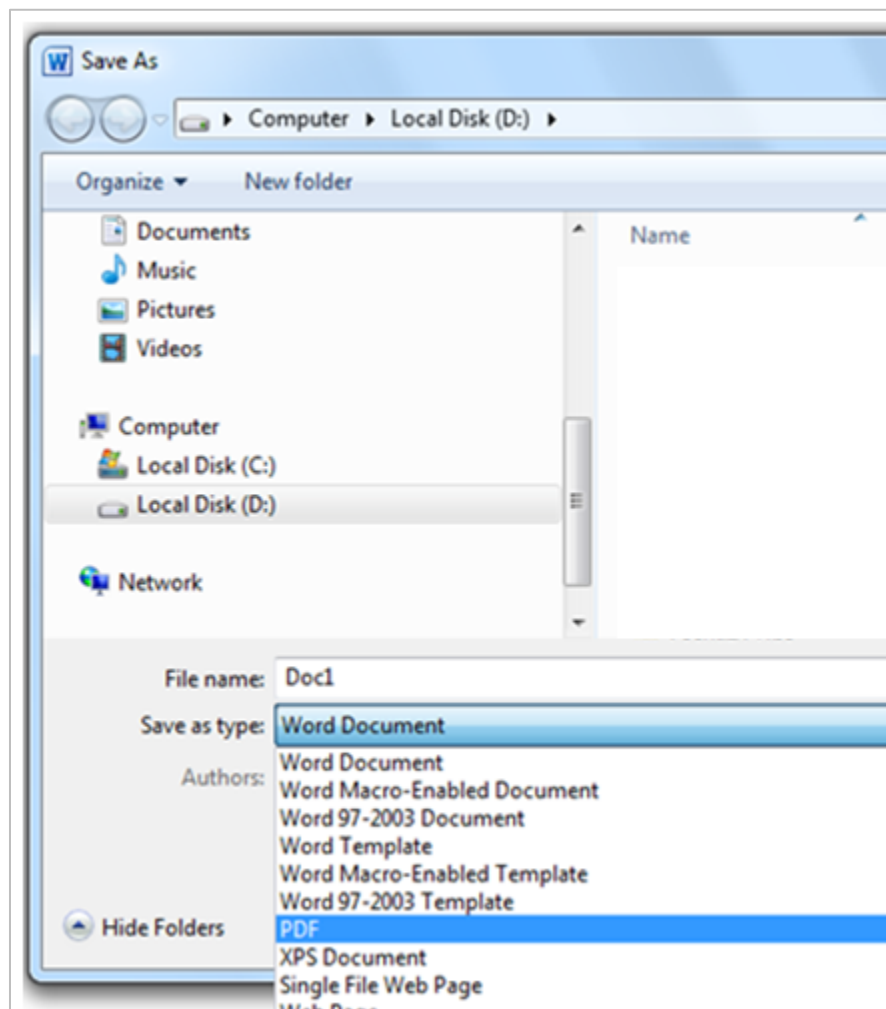 Save As
Computer Local Disk (D:)
Organize New folder
Documents
Music
Pictures
Videos
Computer
Local Disk (C:)
Local Disk (D:)
Network
Name
File name: Doc1
Save as type: Word Document
Authors:
Word Document
Word Macro-Enabled Document
Word 97-2003 Document
Word Template
Word Macro-Enabled Template
Word 97-2003 Template
PDF
XPS Document
Single File Web Page
Web Page
Hide Folders